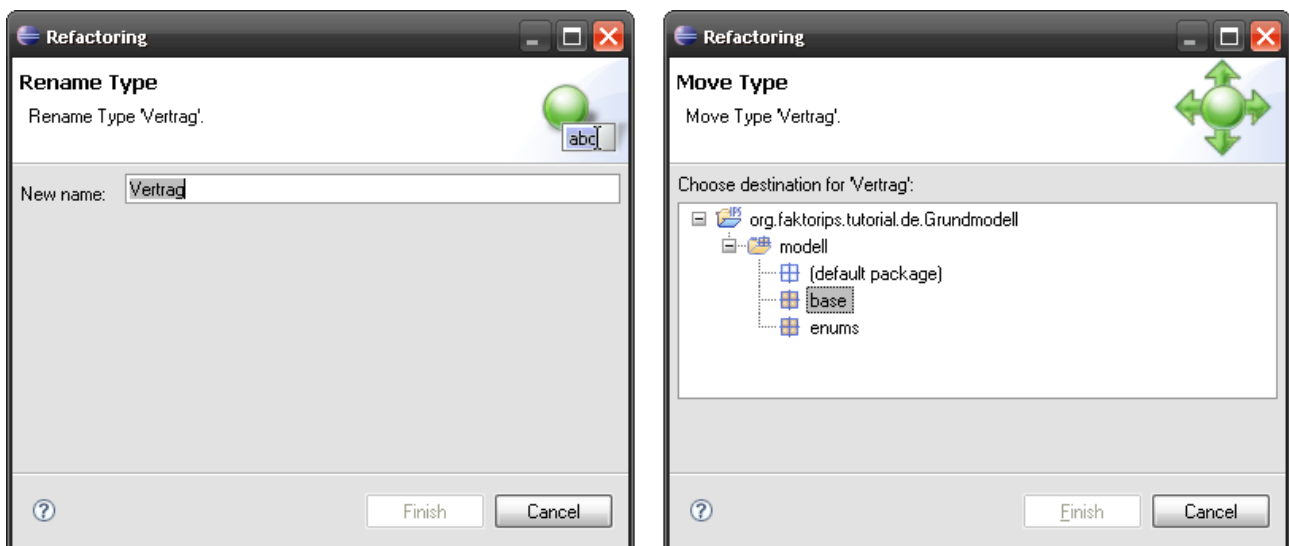 Refactoring
Rename Type
Rename Type 'Vertrag'.
abc
New name: Vertrag
Finish Cancel
Refactoring
Move Type
Move Type 'Vertrag'.
Choose destination for 'Vertrag':
IPS org.faktorips.tutorial.de.Grundmodell
modell
(default package)
base
enums
Finish Cancel